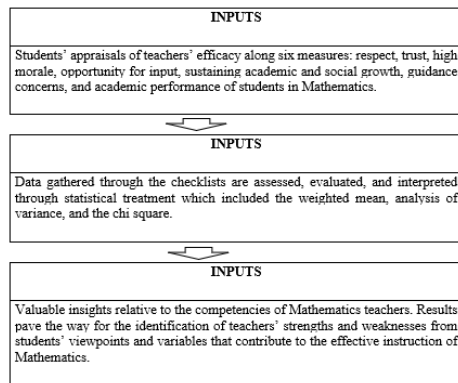 INPUTS
Students' appraisals of teachers' efficacy along six measures: respect, trust, high
morale, opportunity for input, sustaining academic and social growth, guidance
concerns, and academic performance of students in Mathematics.
INPUTS
Data gathered through the checklists are assessed, evaluated, and interpreted
through statistical treatment which included the weighted mean, analysis of
variance, and the chi square.
INPUTS
Valuable insights relative to the competencies of Mathematics teachers. Results
pave the way for the identification of teachers' strengths and weaknesses from
students' viewpoints and variables that contribute to the effective instruction of
Mathematics.